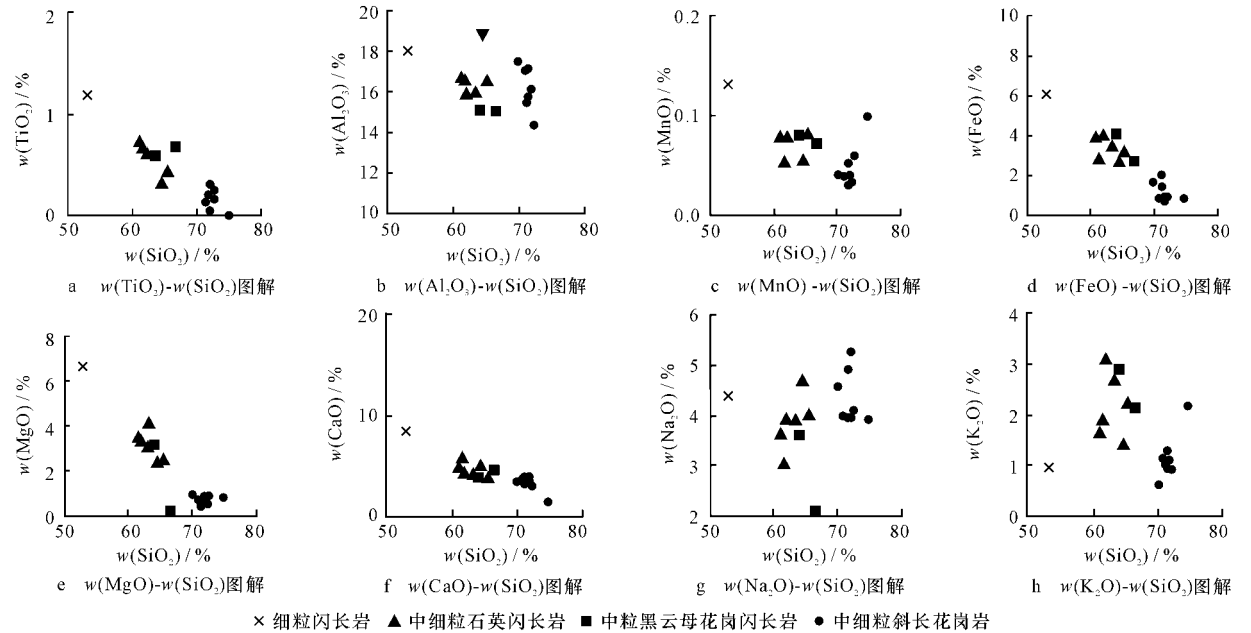 w(TiO₂) / %
2
1
0
50 60 70 80
w(SiO₂) / %
a w(TiO₂)-w(SiO₂)图解
w(Al₂O₃) / %
20
18
16
14
12
10
50 60 70 80
w(SiO₂) / %
b w(Al₂O₃)-w(SiO₂)图解
w(MnO) / %
0.2
0.1
0.0
50 60 70 80
w(SiO₂) / %
c w(MnO) -w(SiO₂)图解
w(FeO) / %
10
8
6
4
2
0
50 60 70 80
w(SiO₂) / %
d w(FeO) -w(SiO₂)图解
w(MgO) / %
8
6
4
2
0
50 60 70 80
w(SiO₂) / %
e w(MgO)-w(SiO₂)图解
w(CaO) / %
20
10
0
50 60 70 80
w(SiO₂) / %
f w(CaO)-w(SiO₂)图解
w(Na₂O) / %
6
5
4
3
2
50 60 70 80
w(SiO₂) / %
g w(Na₂O)-w(SiO₂)图解
w(K₂O) / %
4
3
2
1
0
50 60 70 80
w(SiO₂) / %
h w(K₂O)-w(SiO₂)图解
× 细粒闪长岩 ▲ 中细粒石英闪长岩 ■ 中粒黑云母花岗闪长岩 ● 中细粒斜长花岗岩